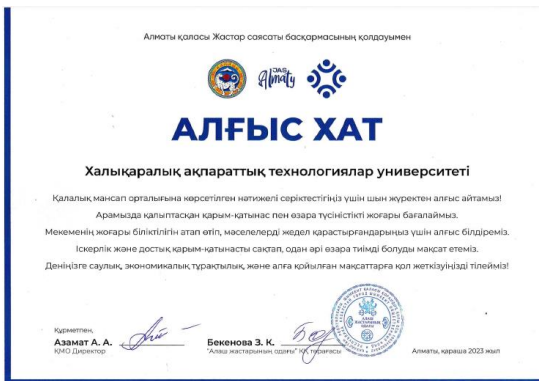 Алматы қаласы Жастар саясаты басқармасының қолдауымен
JAS
Almaty
АЛҒЫС ХАТ
Халықаралық ақпараттық технологиялар университеті
Қалалық мансап орталығына көрсетілген нәтижелі серіктестігіңіз үшін шын жүректен алғыс айтамыз!
Арамызда қалыптасқан қарым-қатынас пен өзара түсіністікті жоғары бағалаймыз.
Мекеменің жоғары біліктілігін атап өтіп, мәселелерді жедел қарастырғандарыңыз үшін алғыс білдіреміз.
Іскерлік және достық қарым-қатынасты сақтап, одан әрі өзара тиімді болуды мақсат етеміз.
Деніңізге саулық, экономикалық тұрақтылық, және алға қойылған мақсаттарға қол жеткізуіңізді тілейміз!
Құрметпен,
Азамат А. А.
ҚМО Директор
Бекенова З. К.
"Алаш жастарының одағы" ҚҚ төрағасы
Алматы, қараша 2023 жыл